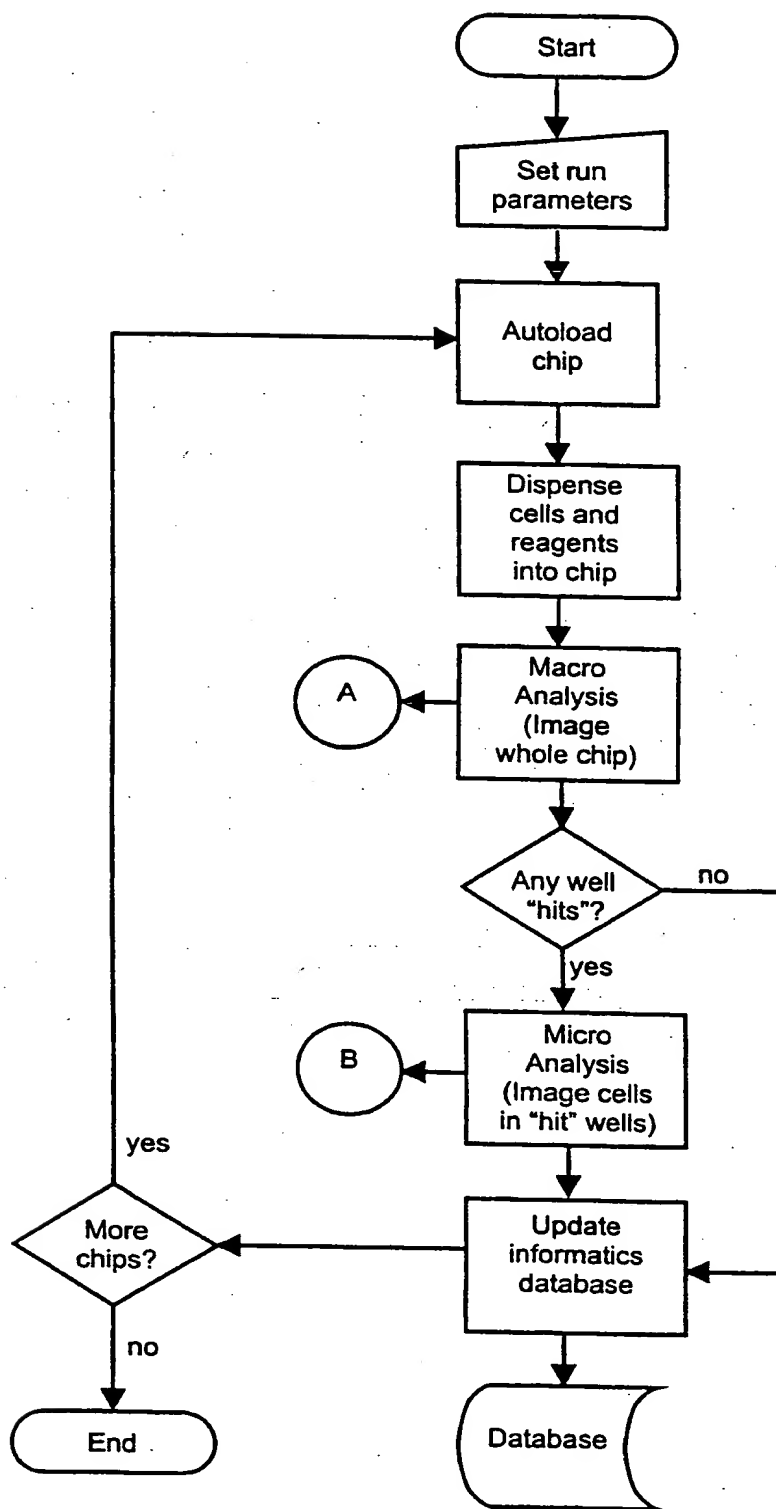 Start
Set run
parameters
Autoload
chip
Dispense
cells and
reagents
into chip
Macro
Analysis
(Image
whole chip)
A
Any well
"hits"?
no
yes
Micro
Analysis
(Image cells
in "hit" wells)
B
Update
informatics
database
More
chips?
yes
no
End
Database